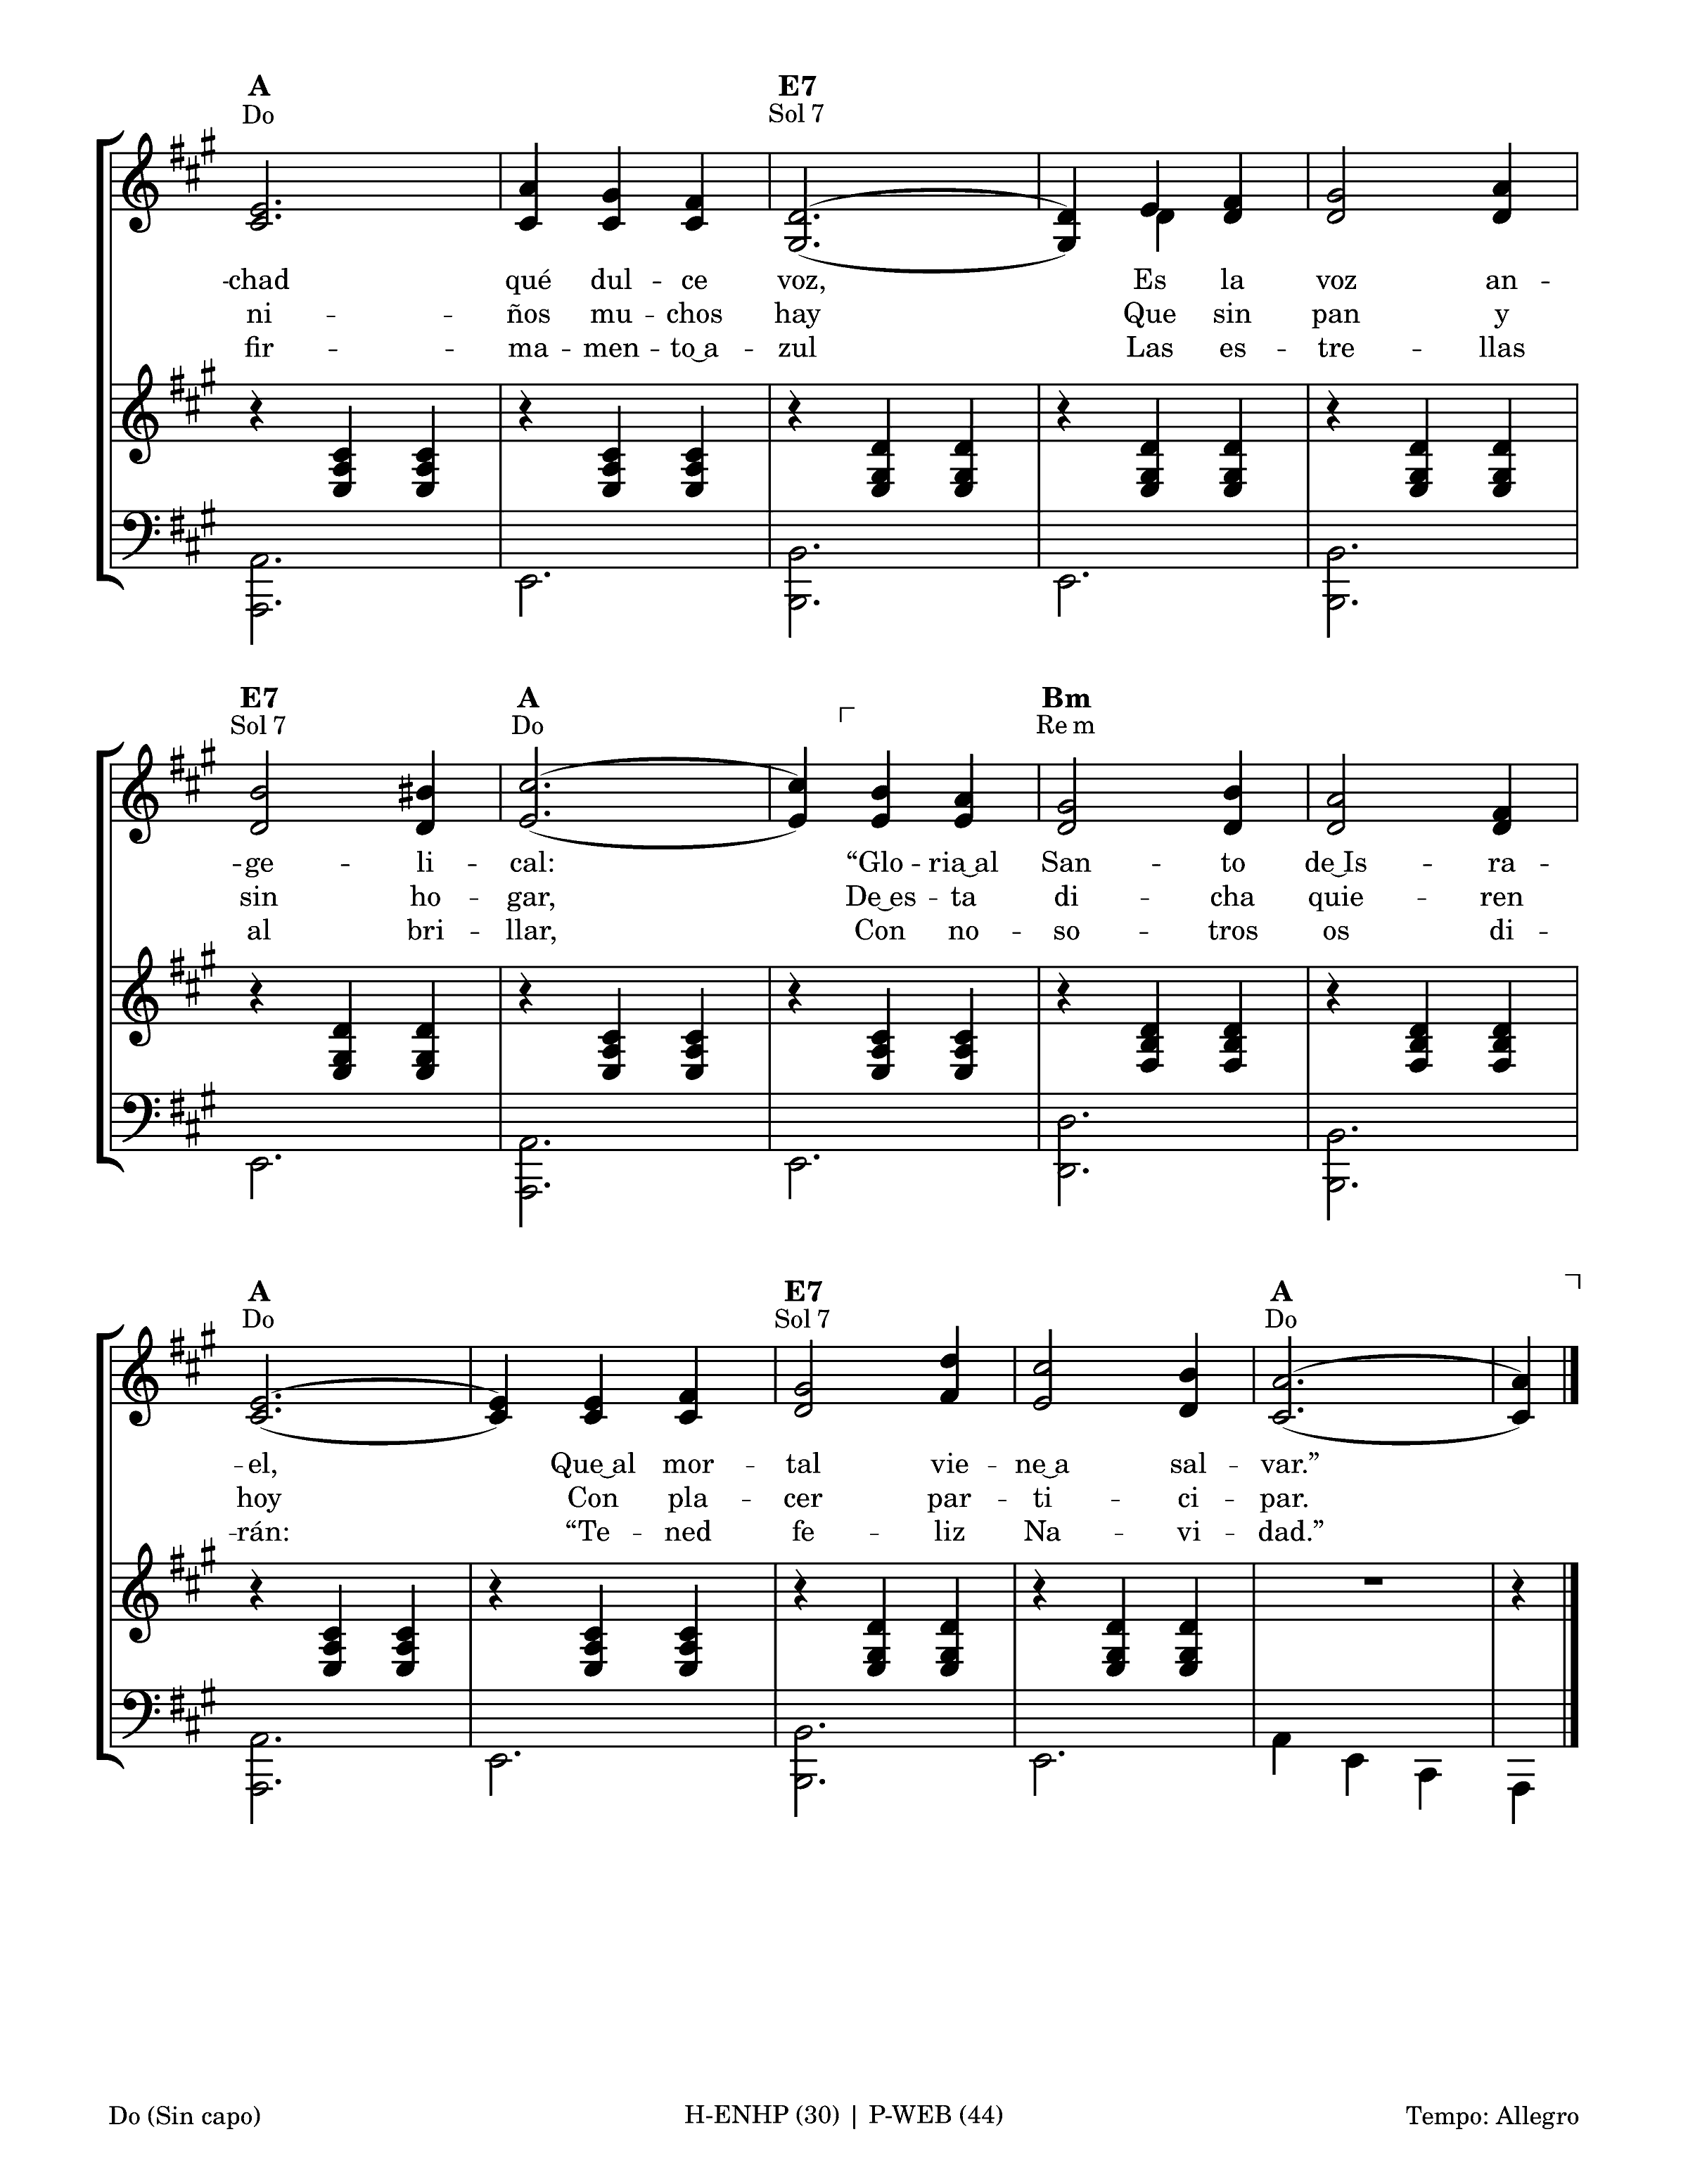 A E7
Do Sol 7
-chad qué dul - ce voz, Es la voz an -
ni - ños mu - chos hay Que sin pan y
fir - ma - men - to‿a - zul Las es - tre - llas
E7 A Bm
Sol 7 Do Re m
-ge - li - cal: “Glo - ria‿al San - to de‿Is - ra -
sin ho - gar, De‿es - ta di - cha quie - ren
al bri - llar, Con no - so - tros os di -
A E7 A
Do Sol 7 Do
-el, Que‿al mor - tal vie - ne‿a sal - var.”
hoy Con pla - cer par - ti - ci - par.
-rán: “Te - ned fe - liz Na - vi - dad.”
Do (Sin capo) H-ENHP (30) | P-WEB (44) Tempo: Allegro